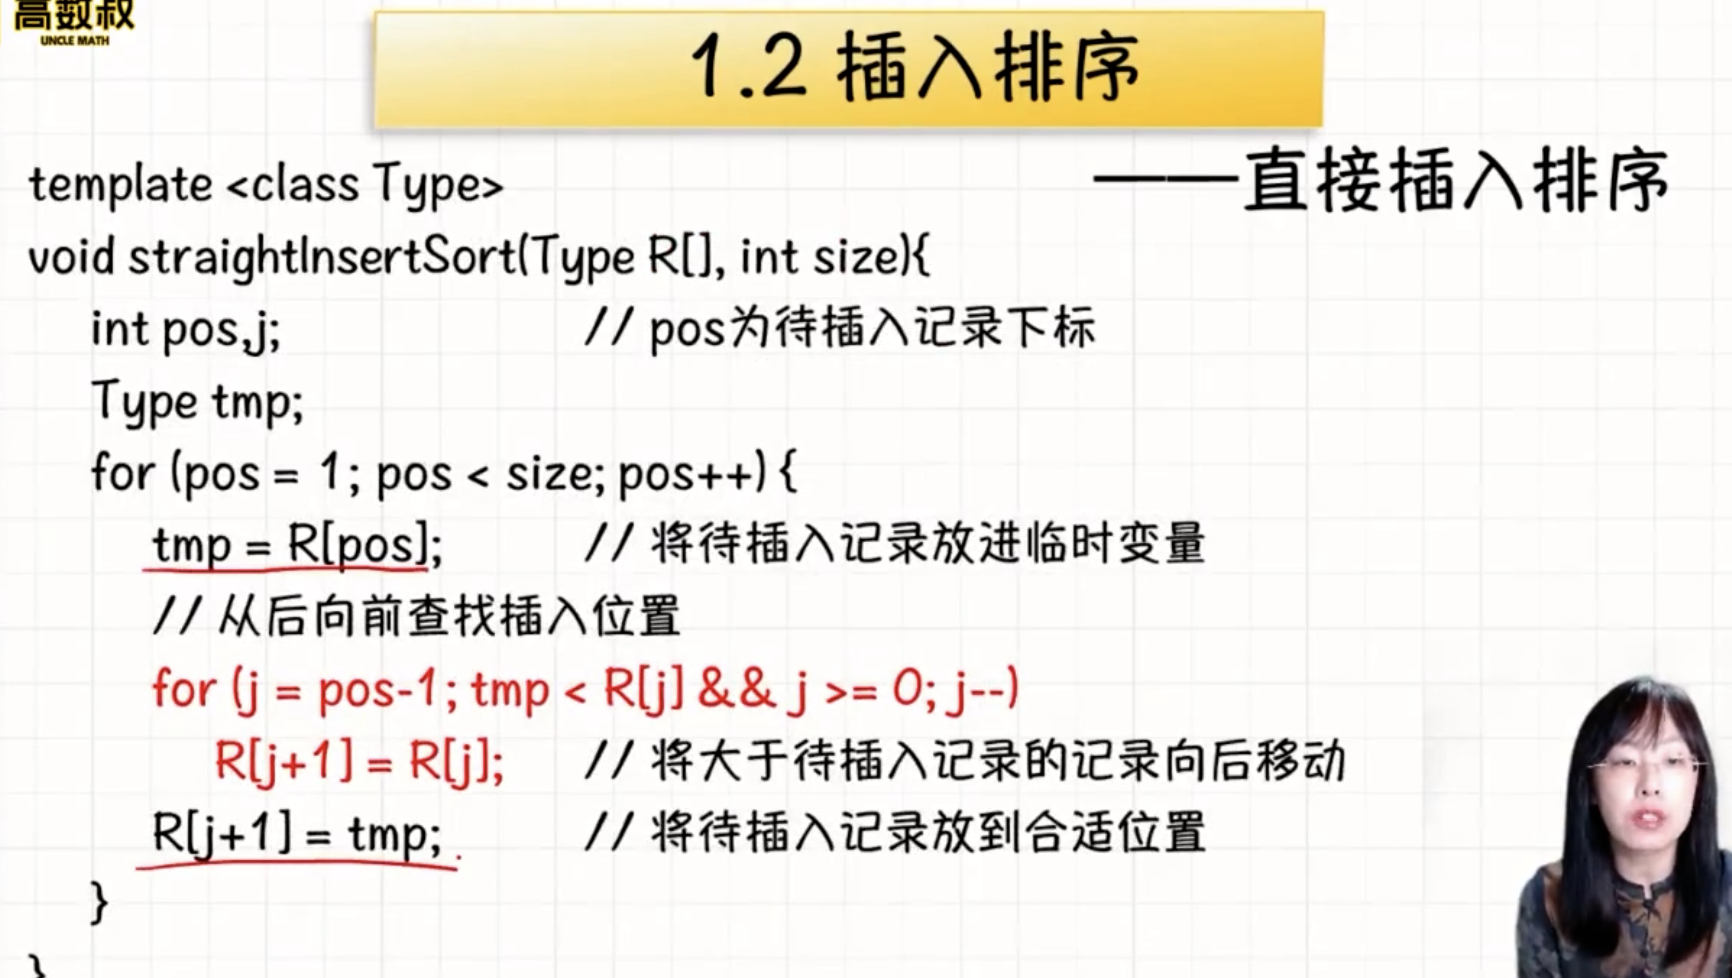 高数叔
UNCLE MATH
1.2 插入排序
——直接插入排序
template <class Type>
void straightInsertSort(Type R[], int size){
int pos,j; // pos为待插入记录下标
Type tmp;
for (pos = 1; pos < size; pos++) {
tmp = R[pos]; // 将待插入记录放进临时变量
// 从后向前查找插入位置
for (j = pos-1; tmp < R[j] && j >= 0; j--)
R[j+1] = R[j]; // 将大于待插入记录的记录向后移动
R[j+1] = tmp; // 将待插入记录放到合适位置
}
}